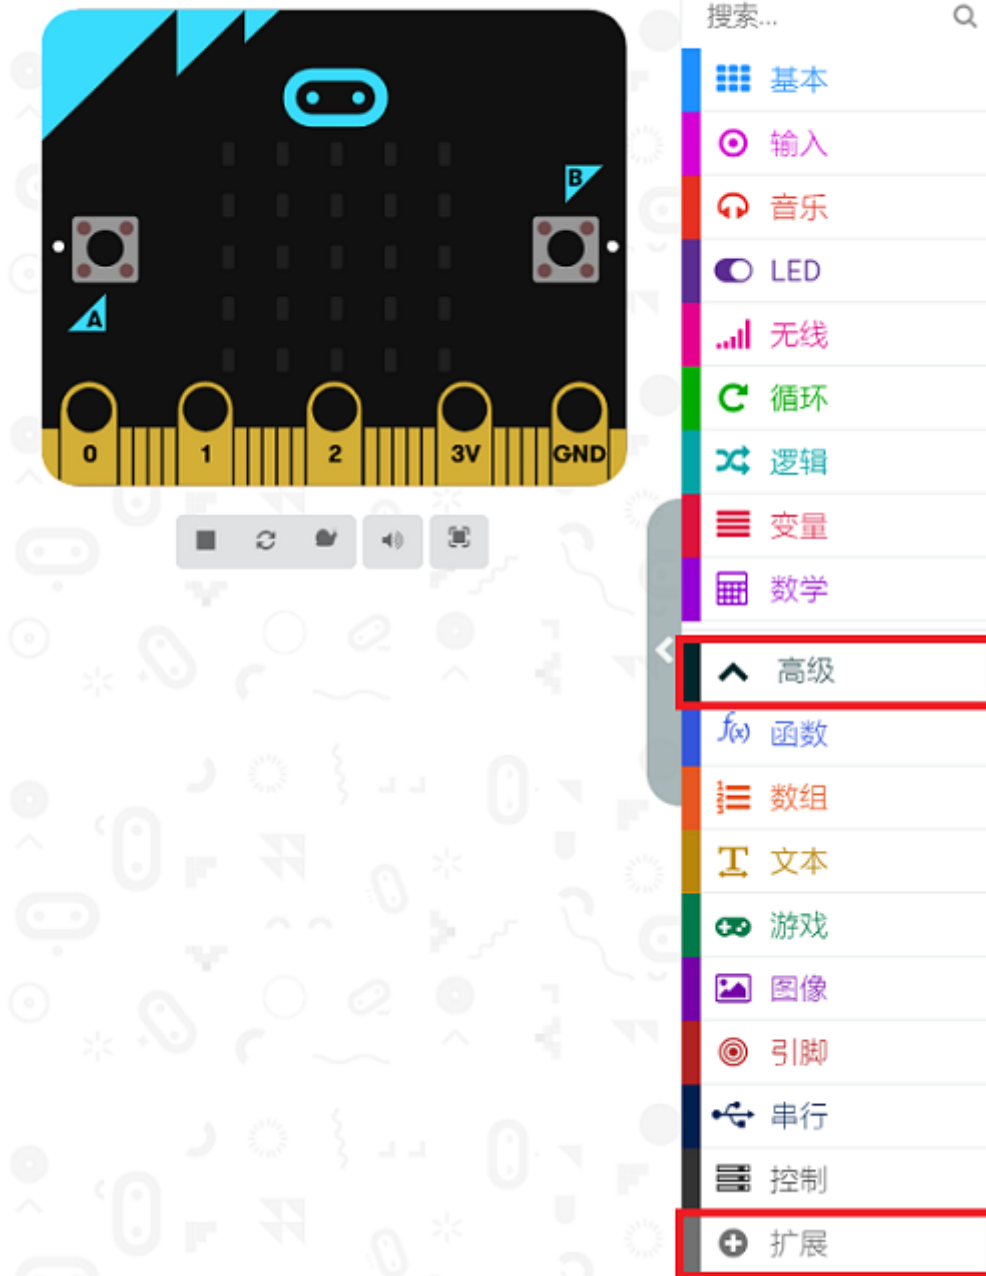 搜索...
基本
输入
音乐
LED
无线
循环
逻辑
变量
数学
高级
f(x) 函数
数组
文本
游戏
图像
引脚
串行
控制
扩展
B
A
0 1 2 3V GND